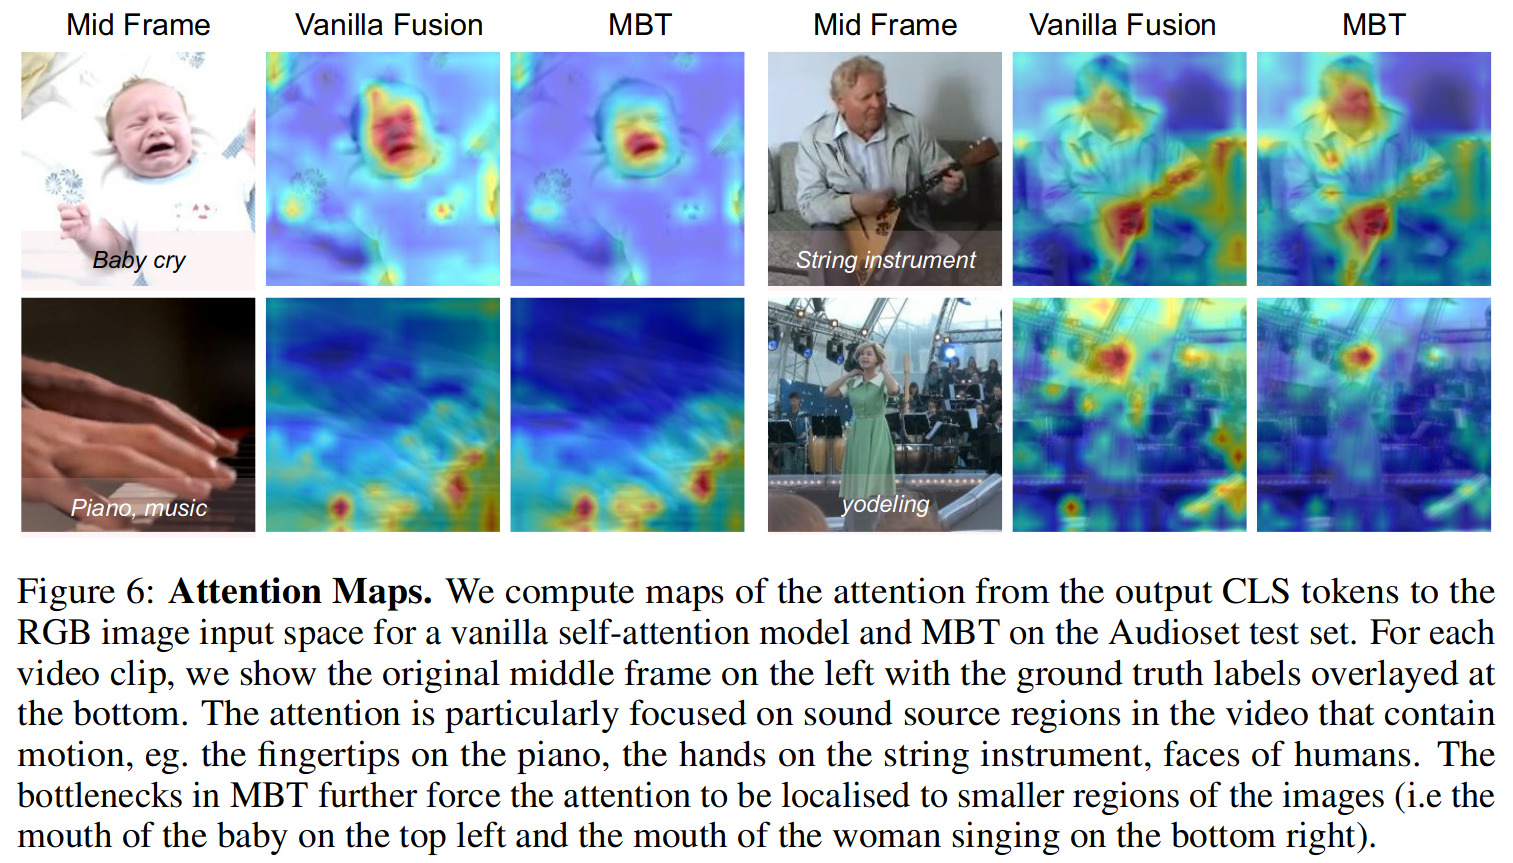 Mid Frame Vanilla Fusion MBT Mid Frame Vanilla Fusion MBT
Baby cry
String instrument
Piano, music
yodeling
Figure 6: Attention Maps. We compute maps of the attention from the output CLS tokens to the
RGB image input space for a vanilla self-attention model and MBT on the Audioset test set. For each
video clip, we show the original middle frame on the left with the ground truth labels overlayed at
the bottom. The attention is particularly focused on sound source regions in the video that contain
motion, eg. the fingertips on the piano, the hands on the string instrument, faces of humans. The
bottlenecks in MBT further force the attention to be localised to smaller regions of the images (i.e the
mouth of the baby on the top left and the mouth of the woman singing on the bottom right).